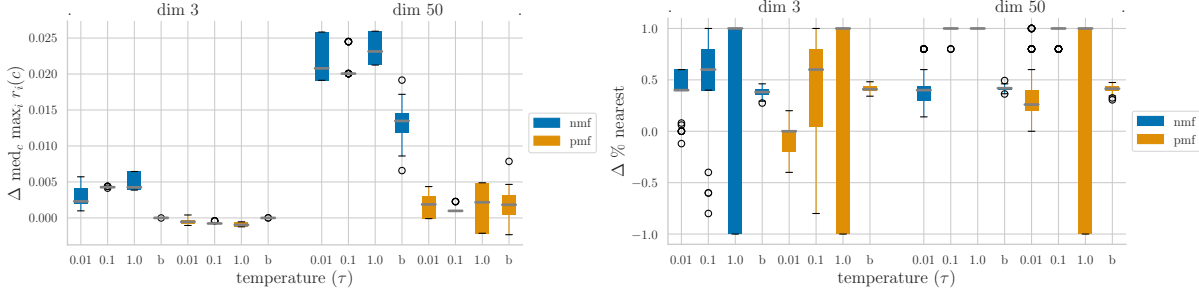 . dim 3 dim 50 .
0.025
0.020
0.015
0.010
0.005
0.000
Δ med_c max_i r_i(c)
0.01 0.1 1.0 b 0.01 0.1 1.0 b 0.01 0.1 1.0 b 0.01 0.1 1.0 b
temperature (τ)
nmf
pmf
. dim 3 dim 50 .
1.0
0.5
0.0
−0.5
−1.0
Δ % nearest
0.01 0.1 1.0 b 0.01 0.1 1.0 b 0.01 0.1 1.0 b 0.01 0.1 1.0 b
temperature (τ)
nmf
pmf